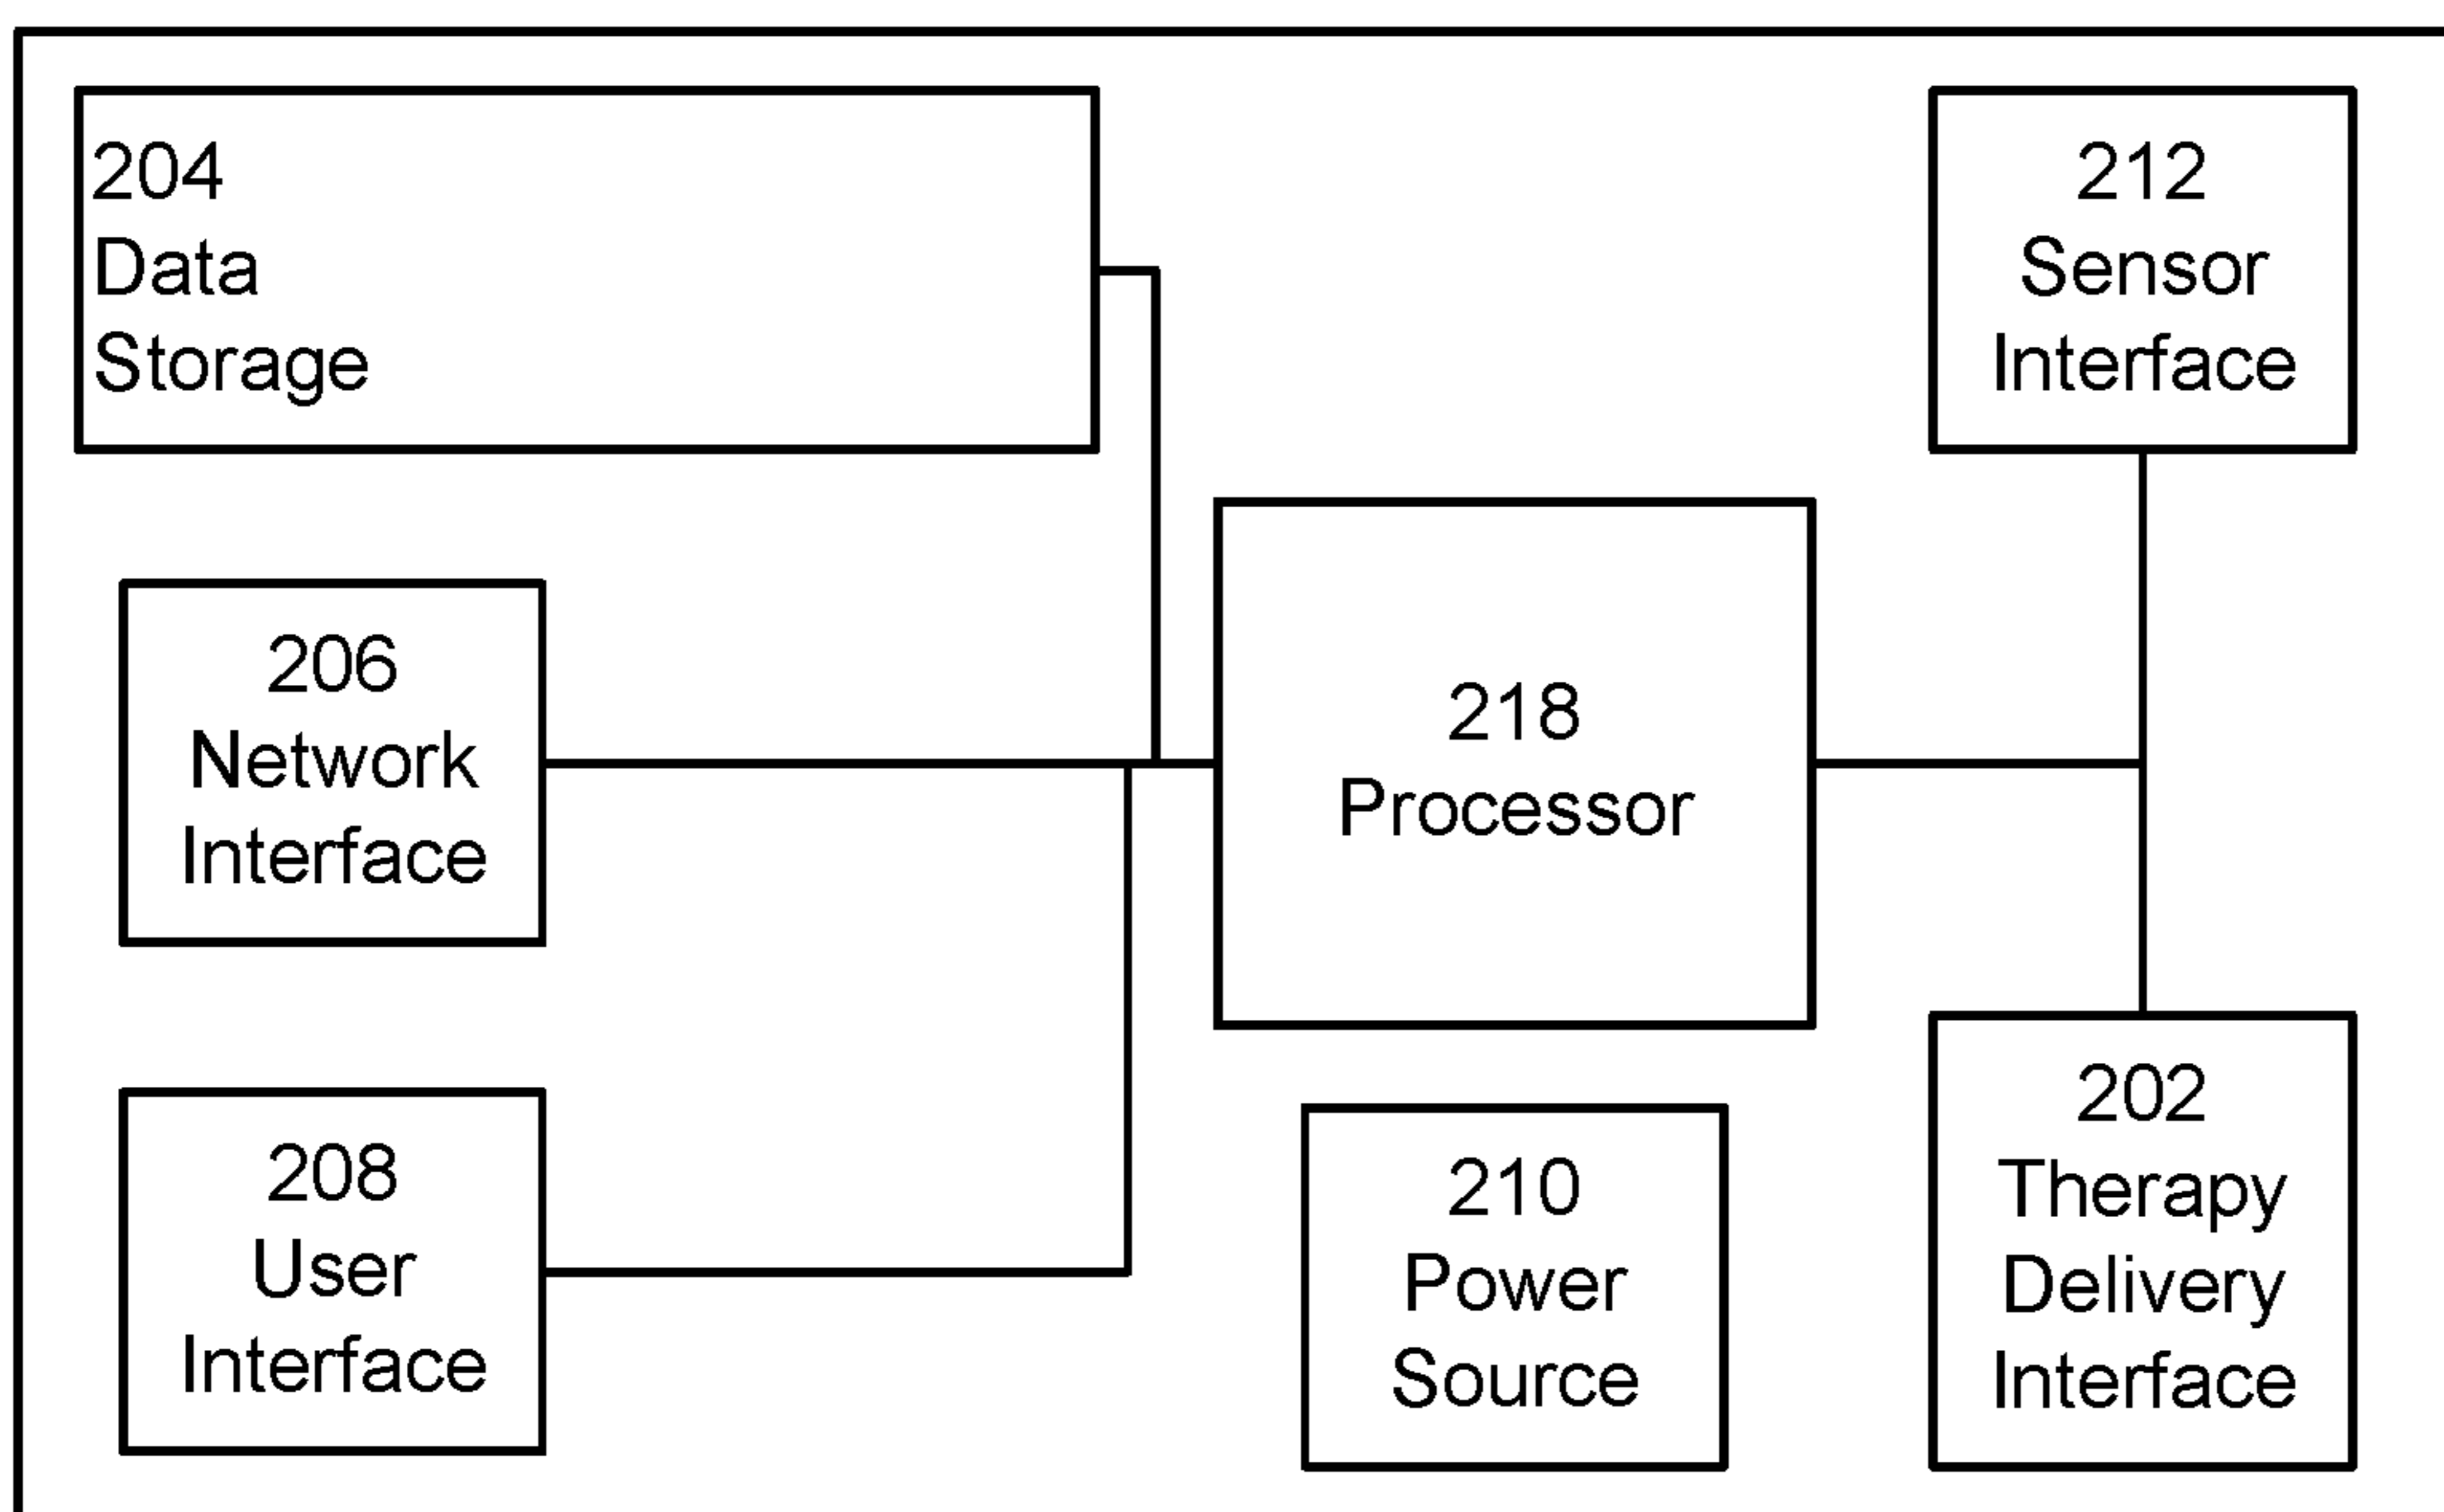 204
Data
Storage
212
Sensor
Interface
206
Network
Interface
218
Processor
208
User
Interface
210
Power
Source
202
Therapy
Delivery
Interface